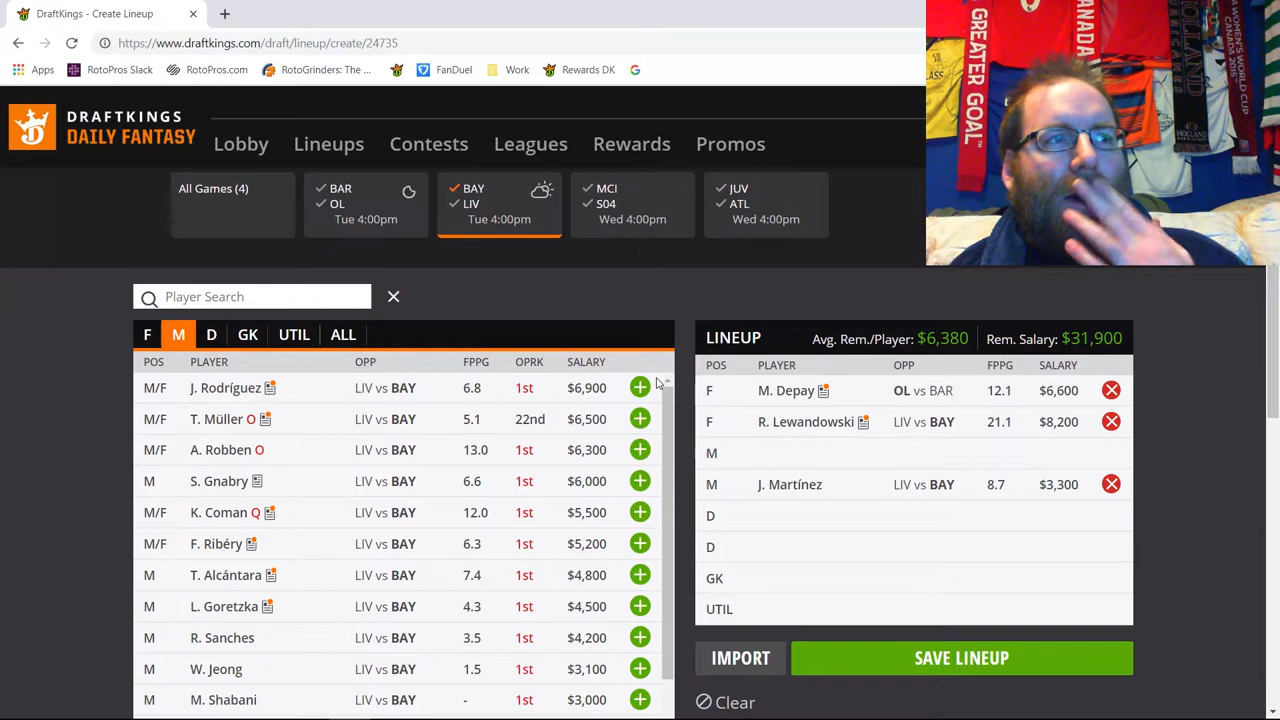 DraftKings - Create Lineup
https://www.draftkings.com/draft/lineup/create/24735
Apps RotoPros Slack RotoPros.com RotoGrinders: The ... FanDuel Work Rewards DK
DRAFTKINGS
DAILY FANTASY
Lobby Lineups Contests Leagues Rewards Promos
All Games (4)
BAR
OL
Tue 4:00pm
BAY
LIV
Tue 4:00pm
MCI
S04
Wed 4:00pm
JUV
ATL
Wed 4:00pm
GREATER GOAL
CANADA
HOLLAND
FIFA WOMEN'S WORLD CUP
CANADA 2015
HOLLAND
Player Search
F M D GK UTIL ALL
POS PLAYER OPP FPPG OPRK SALARY
M/F J. Rodríguez LIV vs BAY 6.8 1st $6,900
M/F T. Müller O LIV vs BAY 5.1 22nd $6,500
M/F A. Robben O LIV vs BAY 13.0 1st $6,300
M S. Gnabry LIV vs BAY 6.6 1st $6,000
M/F K. Coman Q LIV vs BAY 12.0 1st $5,500
M/F F. Ribéry LIV vs BAY 6.3 1st $5,200
M T. Alcántara LIV vs BAY 7.4 1st $4,800
M L. Goretzka LIV vs BAY 4.3 1st $4,500
M R. Sanches LIV vs BAY 3.5 1st $4,200
M W. Jeong LIV vs BAY 1.5 1st $3,100
M M. Shabani LIV vs BAY - 1st $3,000
LINEUP Avg. Rem./Player: $6,380 Rem. Salary: $31,900
POS PLAYER OPP FPPG SALARY
F M. Depay OL vs BAR 12.1 $6,600
F R. Lewandowski LIV vs BAY 21.1 $8,200
M
M J. Martínez LIV vs BAY 8.7 $3,300
D
D
GK
UTIL
IMPORT SAVE LINEUP
Clear